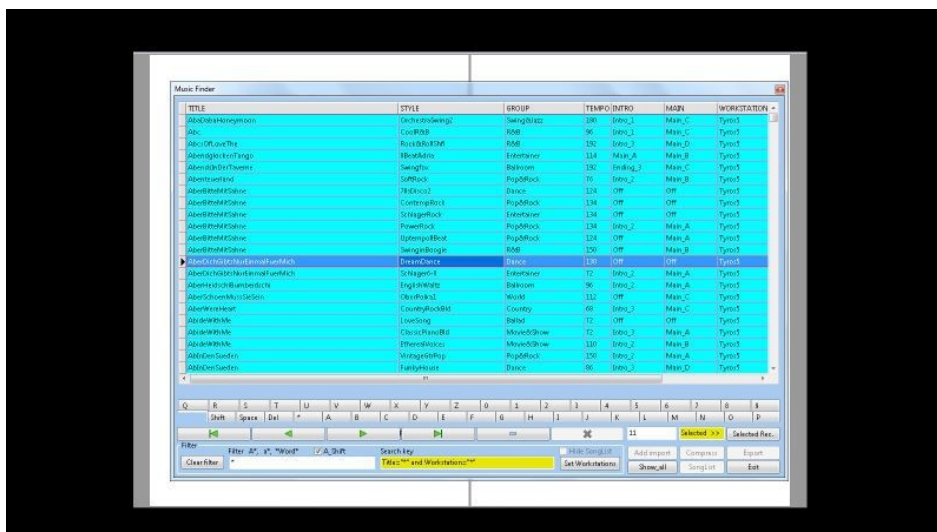 Music Finder
TITLE STYLE GROUP TEMPO INTRO MAIN WORKSTATION
AbaDabaHoneymoon OrchestraSwing2 Swing&Jazz 190 Intro_1 Main_C Tyros5
Abc CoolR&B R&B 96 Intro_1 Main_C Tyros5
AbcsOfLoveThe Rock&RollShfl R&B 192 Intro_3 Main_D Tyros5
AbendglockenTango 8BeatAdria Entertainer 114 Main_A Main_B Tyros5
AbendsInDerTaverne Swingfox Ballroom 192 Ending_3 Main_C Tyros5
Abenteuerland SoftRock Pop&Rock 76 Intro_2 Main_B Tyros5
AberBitteMitSahne 70sDisco2 Dance 124 Off Off Tyros5
AberBitteMitSahne ContempRock Pop&Rock 134 Off Off Tyros5
AberBitteMitSahne SchlagerRock Entertainer 134 Off Off Tyros5
AberBitteMitSahne PowerRock Pop&Rock 134 Intro_2 Main_A Tyros5
AberBitteMitSahne Uptempo8Beat Pop&Rock 124 Off Main_A Tyros5
AberBitteMitSahne SwinginBoogie R&B 150 Off Main_B Tyros5
AberDichGibtsNurEinmalFuerMich DreamDance Dance 130 Off Off Tyros5
AberDichGibtsNurEinmalFuerMich Schlager6-8 Entertainer 72 Intro_2 Main_A Tyros5
AberHeidschiBumbeidschi EnglishWaltz Ballroom 96 Intro_2 Main_A Tyros5
AberSchoenMussSieSein OberPolka1 World 112 Off Main_C Tyros5
AberWereHeart CountryRockBld Country 68 Intro_3 Main_C Tyros5
AbideWithMe LoveSong Ballad 72 Off Off Tyros5
AbideWithMe ClassicPianoBld Movie&Show 72 Intro_3 Main_A Tyros5
AbideWithMe EtherealVoices Movie&Show 110 Intro_2 Main_B Tyros5
AbInDenSueden VintageGtrPop Pop&Rock 150 Intro_2 Main_A Tyros5
AbInDenSueden FunkyHouse Dance 86 Intro_3 Main_D Tyros5
Q R S T U V W X Y Z 0 1 2 3 4 5 6 7 8 9
Shift Space Del * A B C D E F G H I J K L M N O P
11 Selected >> Selected Rec.
Filter Filter A*, *a*, *Word* A_Shift Search key Hide SongList Add import Compress Export
Clear filter * Title="*" and Workstation="*" Set Workstations Show_all SongList Exit